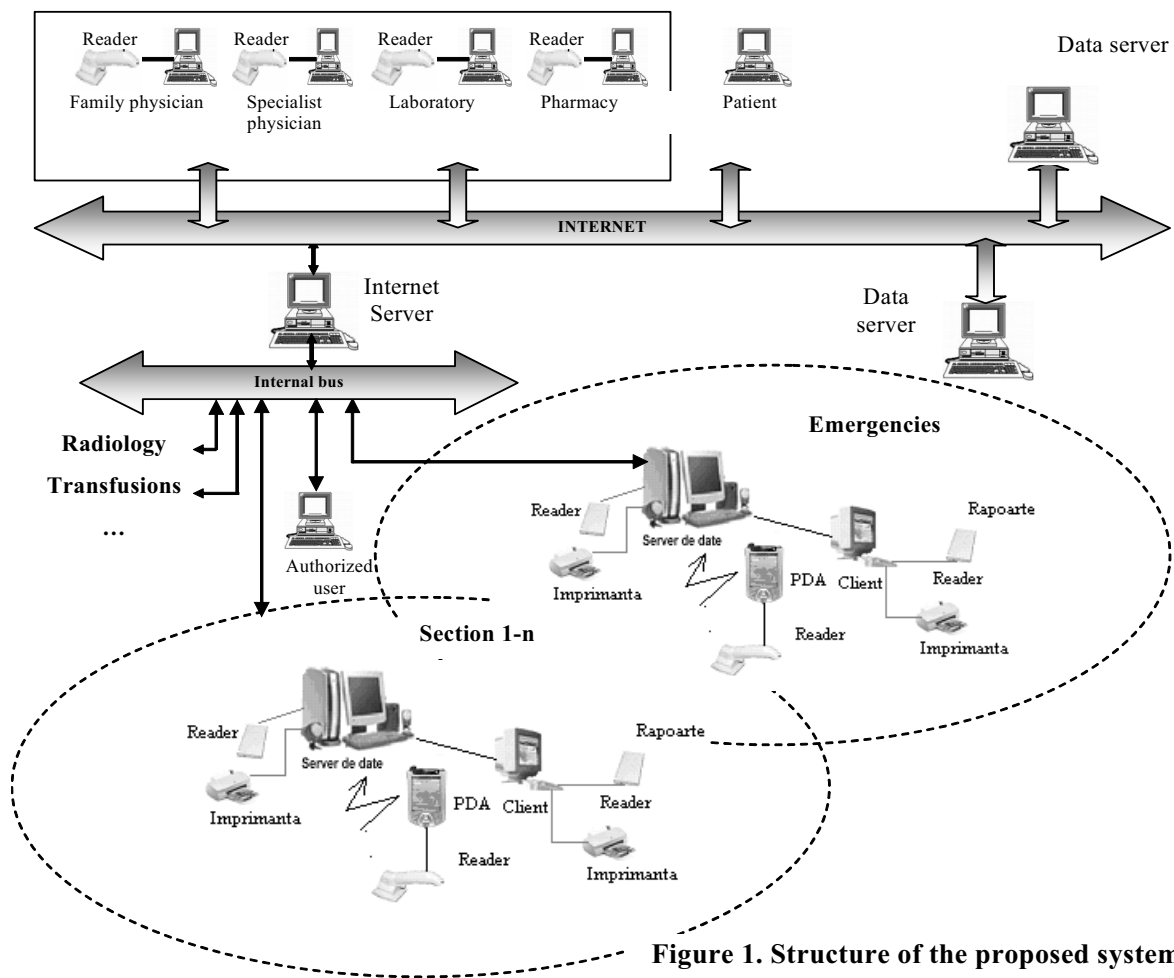 Reader Reader Reader Reader
Data server
Family physician Specialist physician Laboratory Pharmacy Patient
INTERNET
Internet
Server
Data
server
Internal bus
Radiology
Transfusions
...
Authorized
user
Emergencies
Reader
Server de date
Imprimanta
PDA
Client
Rapoarte
Reader
Reader
Imprimanta
Section 1-n
Reader
Server de date
Imprimanta
PDA
Client
Rapoarte
Reader
Reader
Imprimanta
Figure 1. Structure of the proposed system